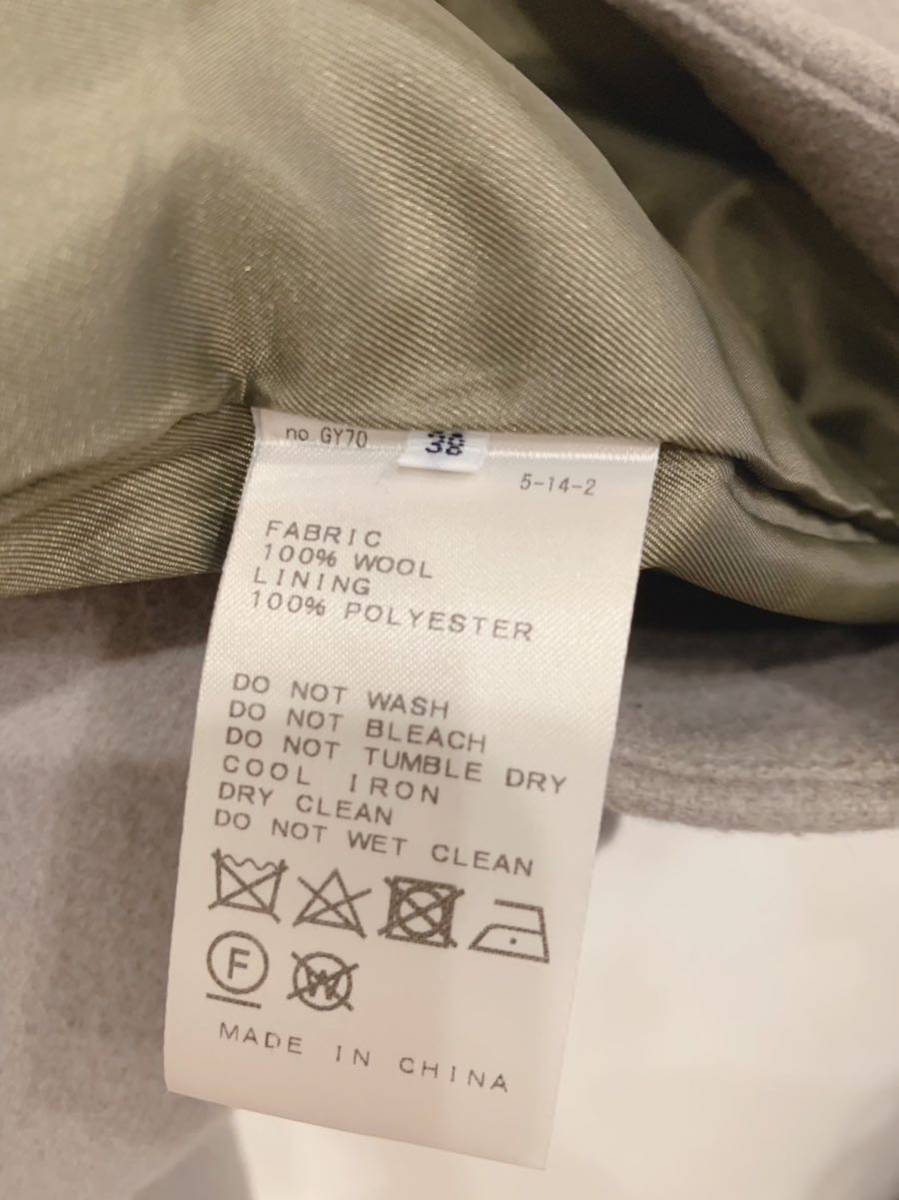 no GY70
38
5-14-2
FABRIC
100% WOOL
LINING
100% POLYESTER
DO NOT WASH
DO NOT BLEACH
DO NOT TUMBLE DRY
COOL IRON
DRY CLEAN
DO NOT WET CLEAN
F W
MADE IN CHINA